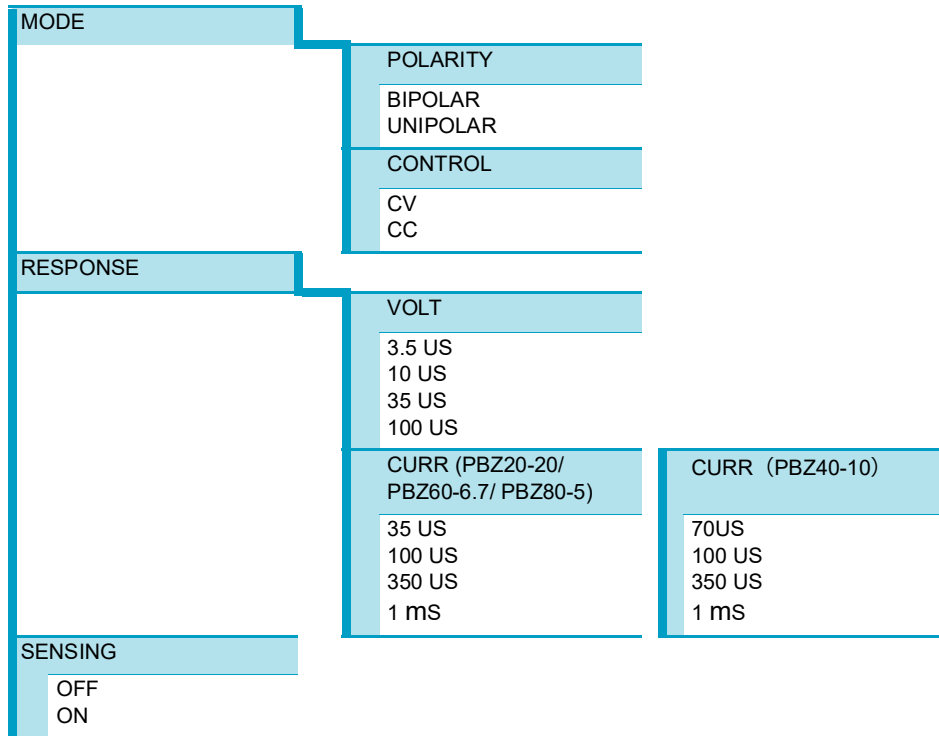 MODE
POLARITY
BIPOLAR
UNIPOLAR
CONTROL
CV
CC
RESPONSE
VOLT
3.5 US
10 US
35 US
100 US
CURR (PBZ20-20/
PBZ60-6.7/ PBZ80-5)
35 US
100 US
350 US
1 mS
CURR（PBZ40-10）
70US
100 US
350 US
1 mS
SENSING
OFF
ON